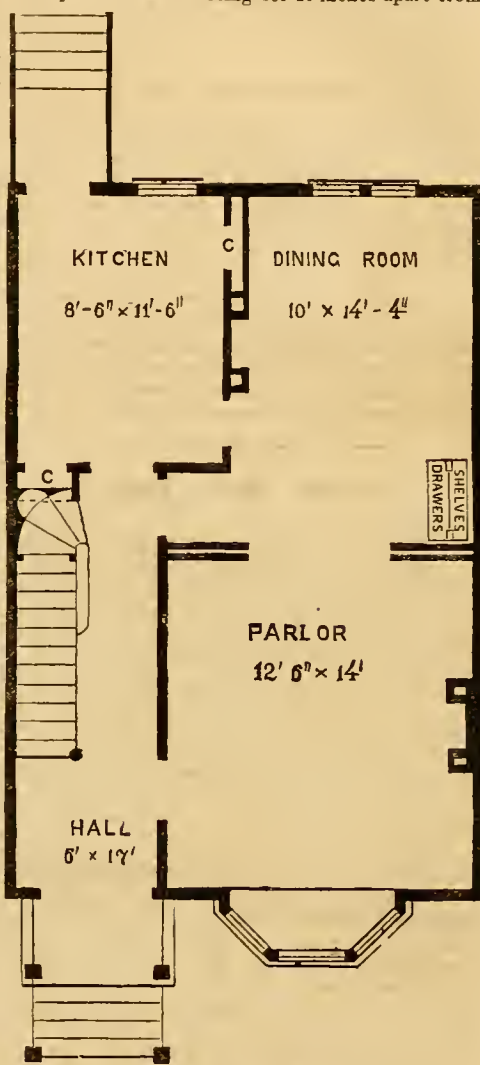 KITCHEN
8'-6" × 11'-6"
C
DINING ROOM
10' × 14'-4"
C
SHELVES
DRAWERS
PARLOR
12' 6" × 14'
HALL
6' × 17'